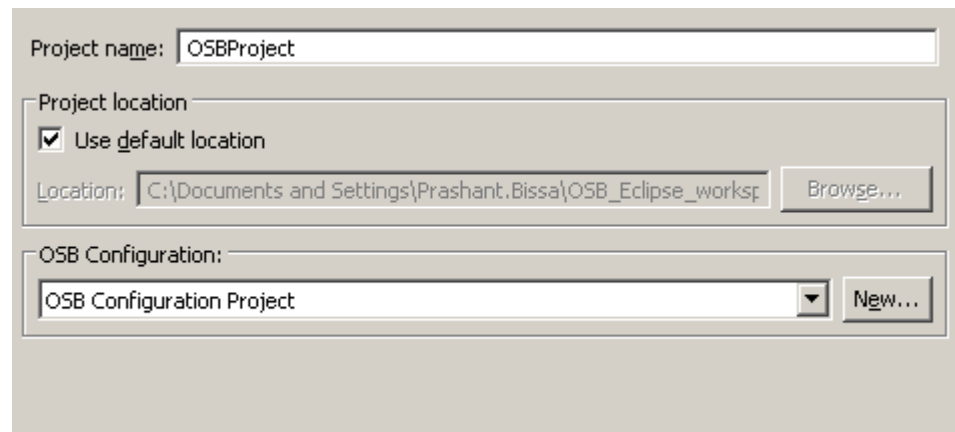 Project name: OSBProject
Project location
Use default location
Location: C:\Documents and Settings\Prashant.Bissa\OSB_Eclipse_worksp Browse...
OSB Configuration:
OSB Configuration Project New...